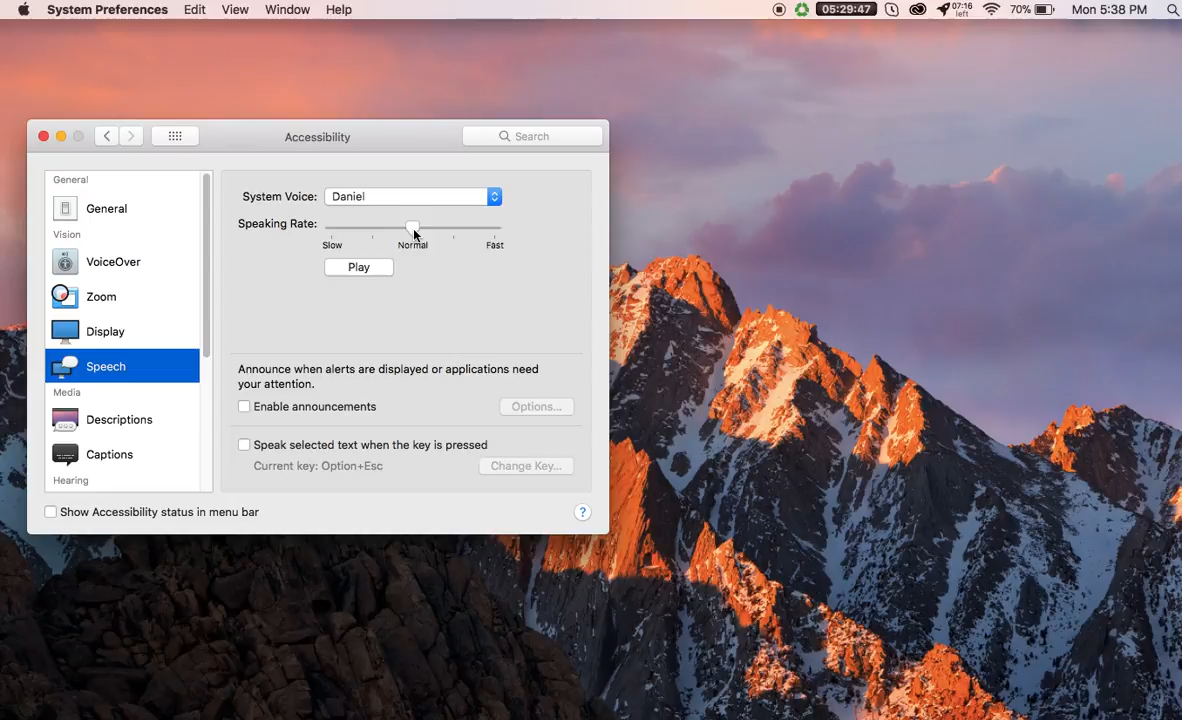 System Preferences Edit View Window Help
05:29:47 07:16 left 70% Mon 5:38 PM
Accessibility
Search
General
General
Vision
VoiceOver
Zoom
Display
Speech
Media
Descriptions
Captions
Hearing
System Voice: Daniel
Speaking Rate:
Slow Normal Fast
Play
Announce when alerts are displayed or applications need
your attention.
Enable announcements
Options...
Speak selected text when the key is pressed
Current key: Option+Esc
Change Key...
Show Accessibility status in menu bar
?